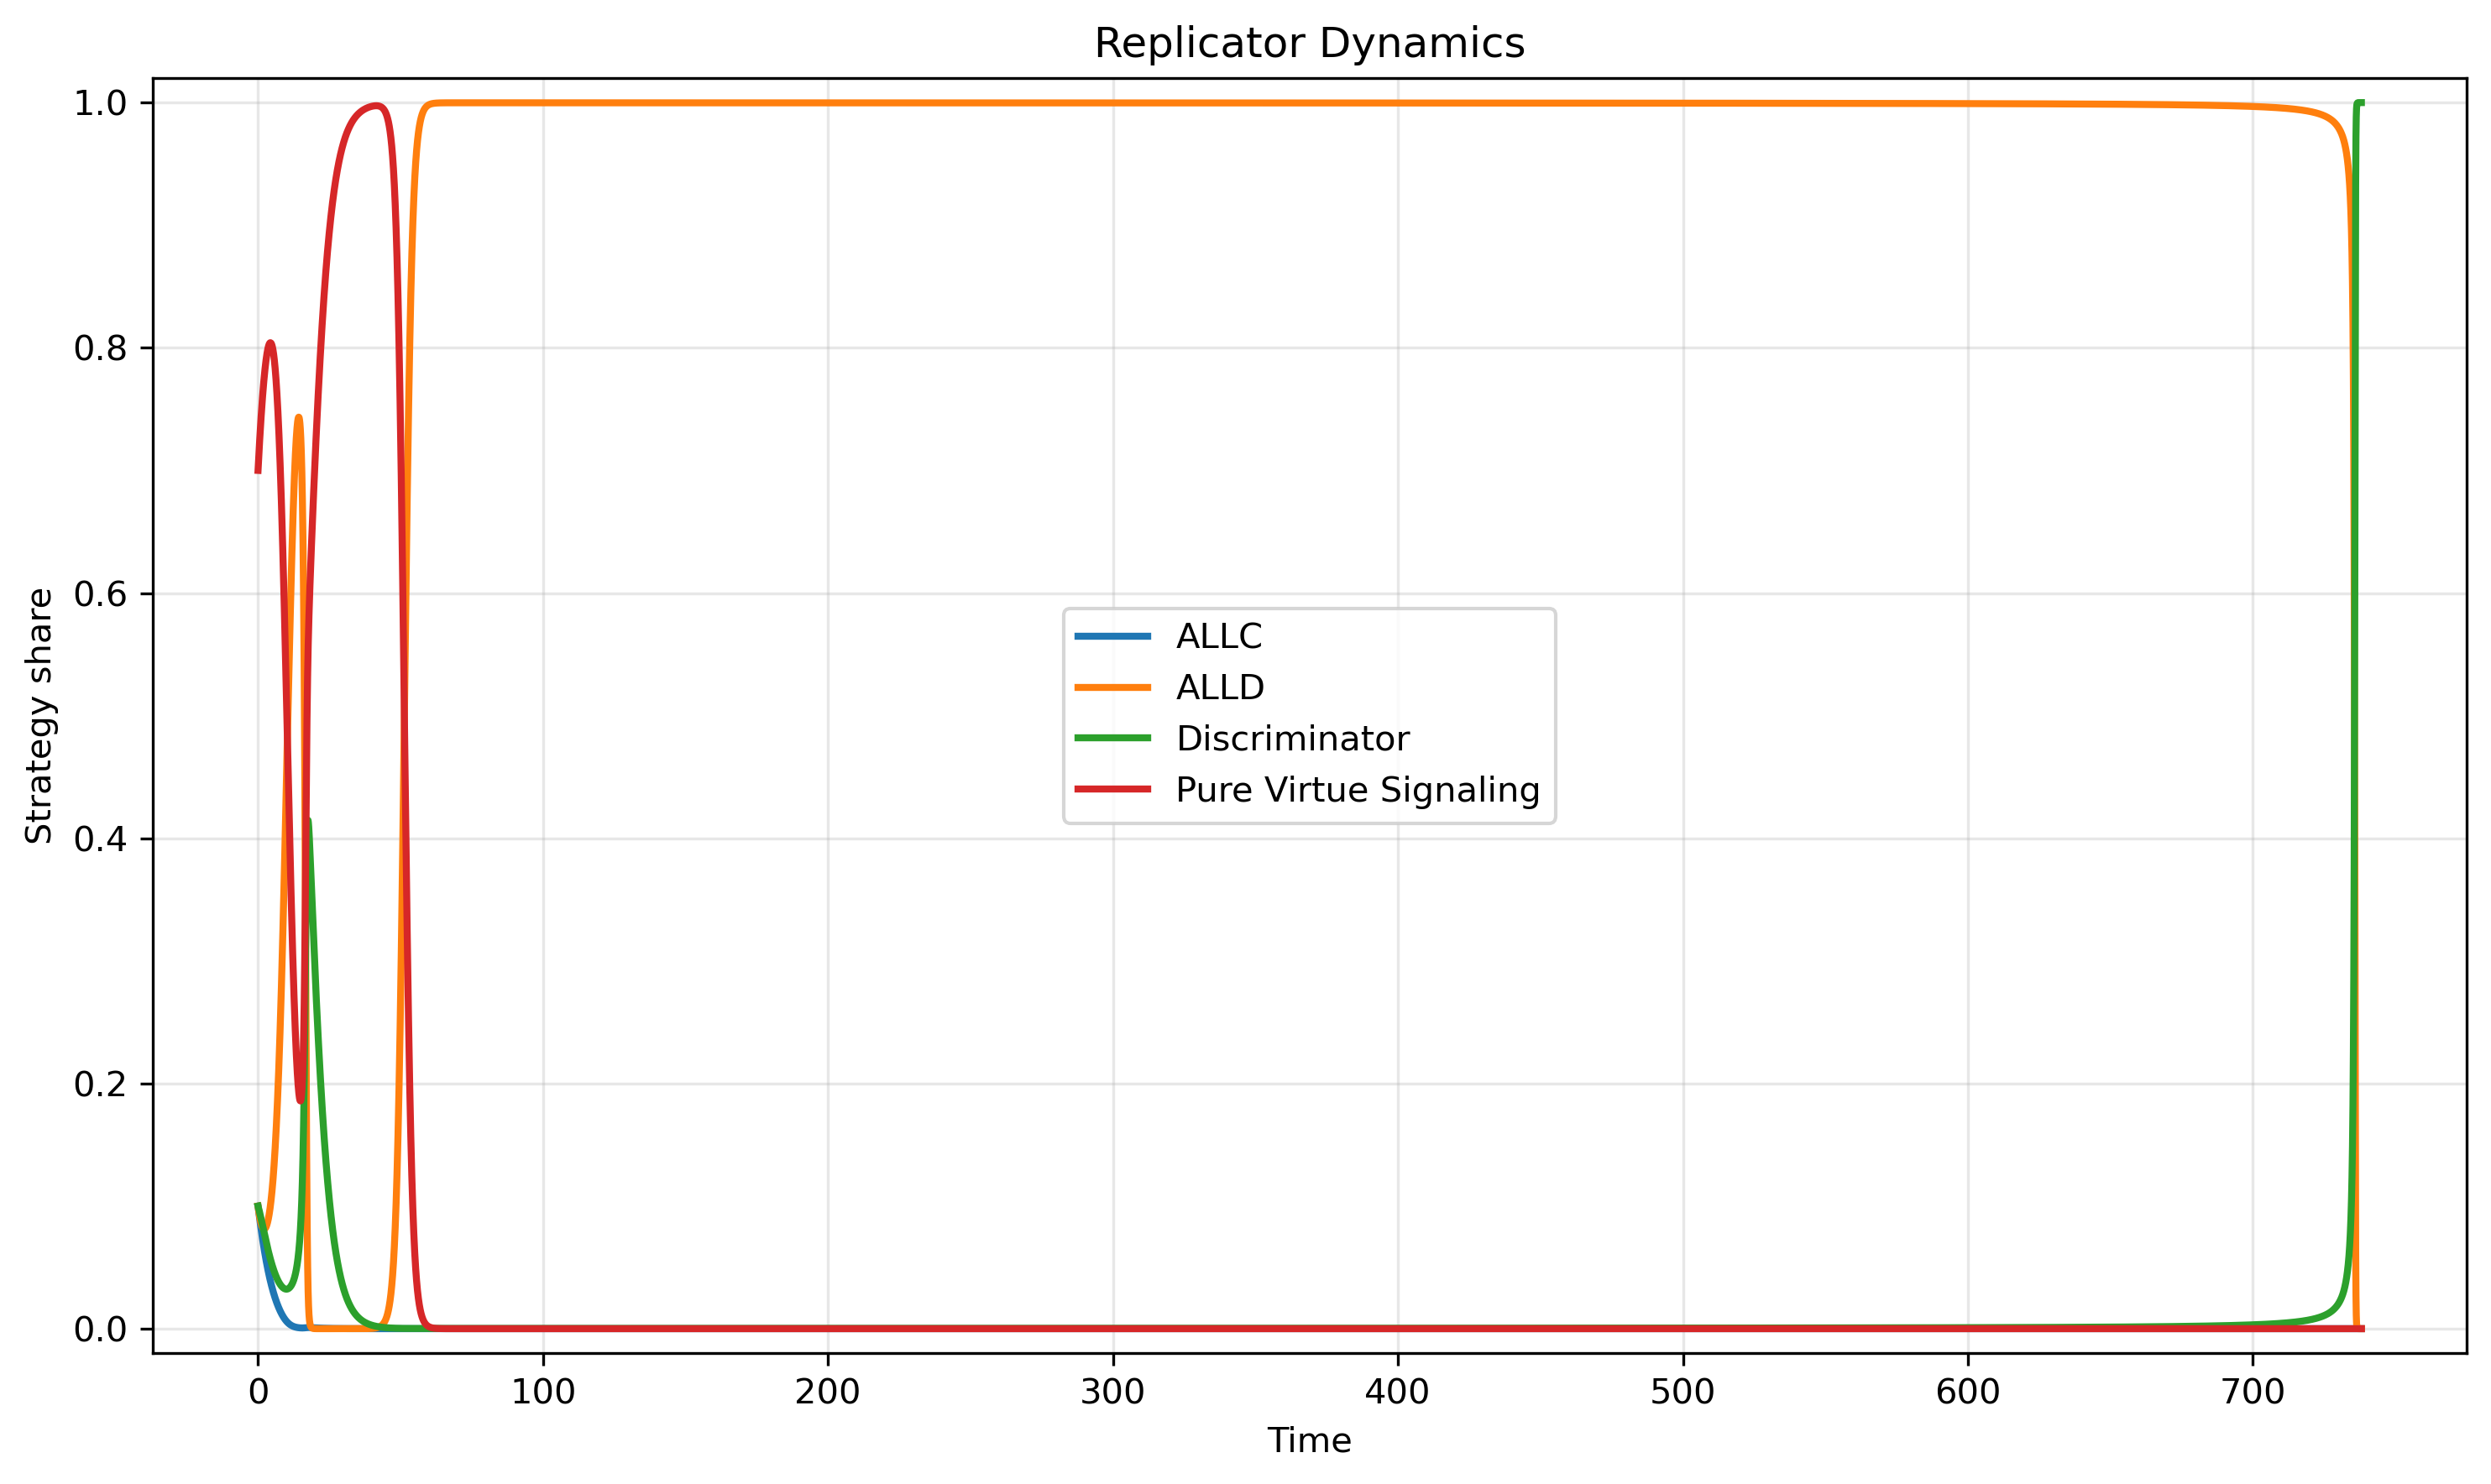 Replicator Dynamics
1.0
0.8
0.6
0.4
0.2
0.0
Strategy share
ALLC
ALLD
Discriminator
Pure Virtue Signaling
0 100 200 300 400 500 600 700
Time